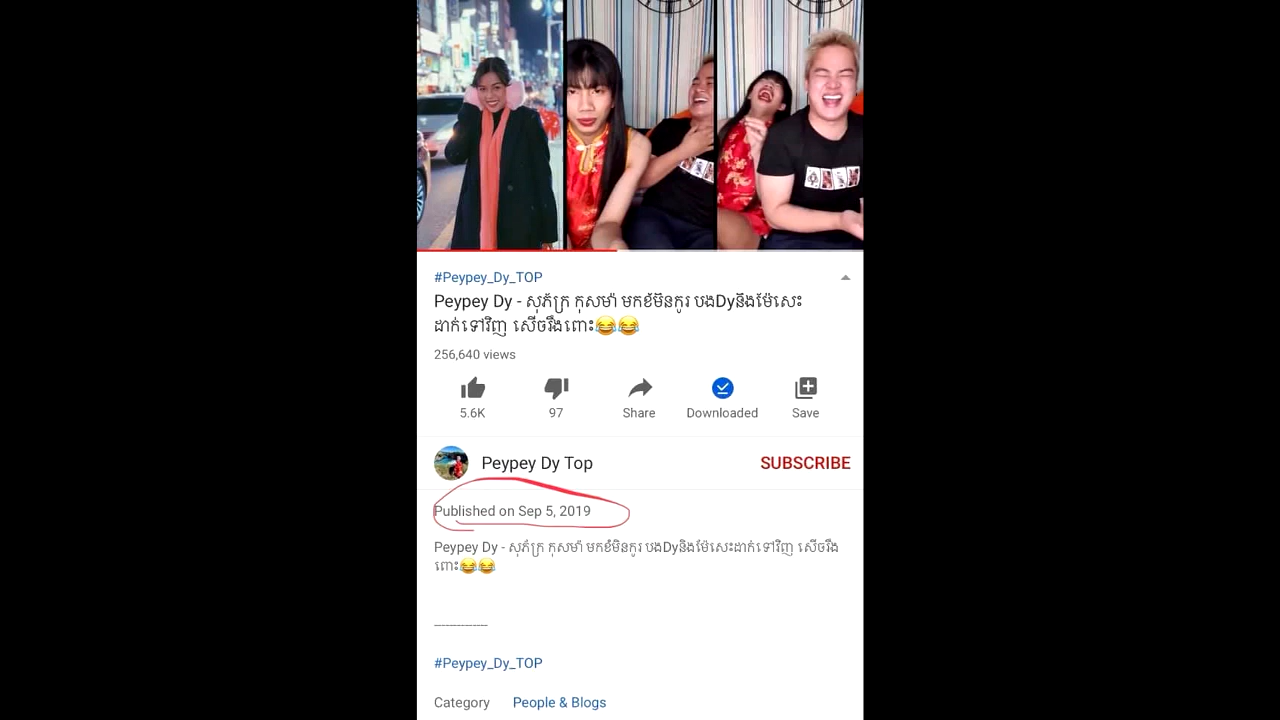 #Peypey_Dy_TOP
Peypey Dy - សុភ័ក្រ កុសមា៉ មកខំមិនកូរ បងDyនឹងម៉ែសេះ
ដាក់ទៅវិញ សើចរឹងពោះ😂😂
256,640 views
5.6K 97 Share Downloaded Save
Peypey Dy Top SUBSCRIBE
Published on Sep 5, 2019
Peypey Dy - សុភ័ក្រ កុសមា៉ មកខំមិនកូរ បងDyនិងម៉ែសេះដាក់ទៅវិញ សើចរឹង
ពោះ😂😂
---------------
#Peypey_Dy_TOP
Category People & Blogs